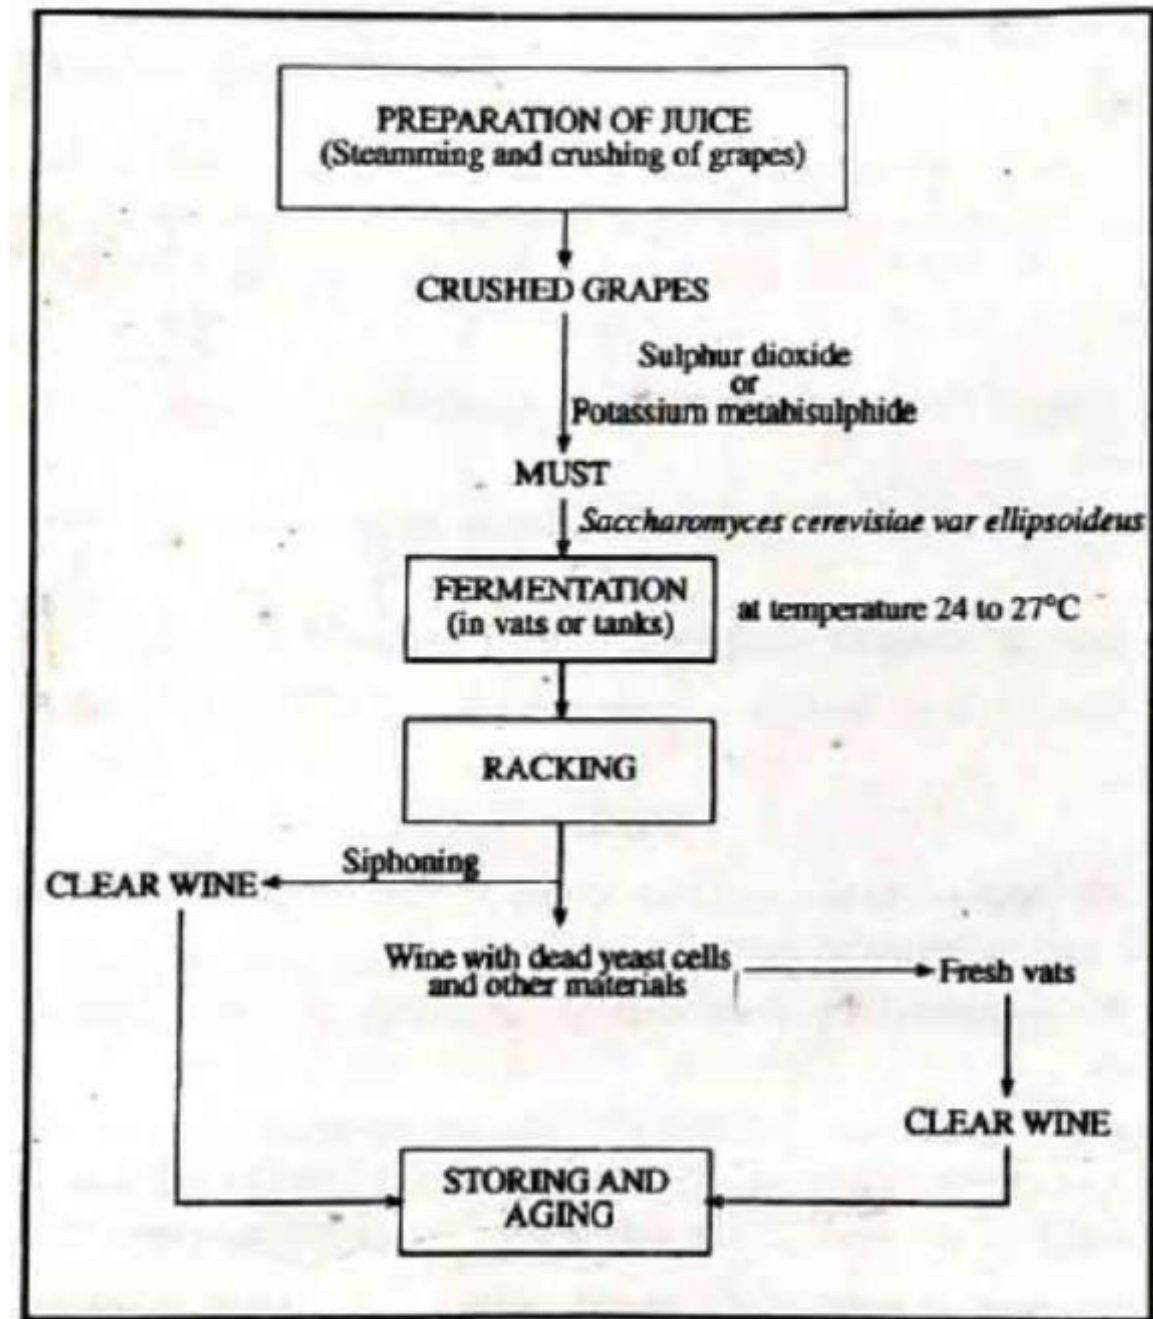 PREPARATION OF JUICE
(Steamming and crushing of grapes)
CRUSHED GRAPES
Sulphur dioxide
or
Potassium metabisulphide
MUST
Saccharomyces cerevisiae var ellipsoideus
FERMENTATION
(in vats or tanks)
at temperature 24 to 27°C
RACKING
Siphoning
CLEAR WINE
Wine with dead yeast cells
and other materials
Fresh vats
CLEAR WINE
STORING AND
AGING